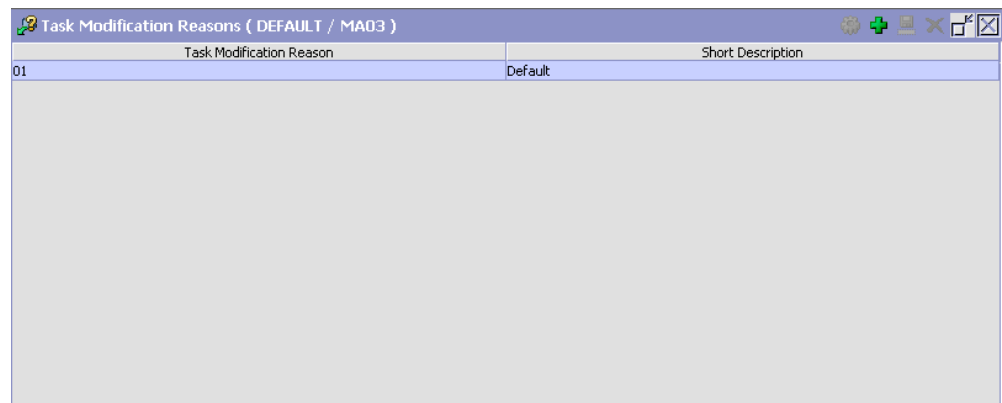 Task Modification Reasons ( DEFAULT / MA03 )
Task Modification Reason Short Description
01 Default